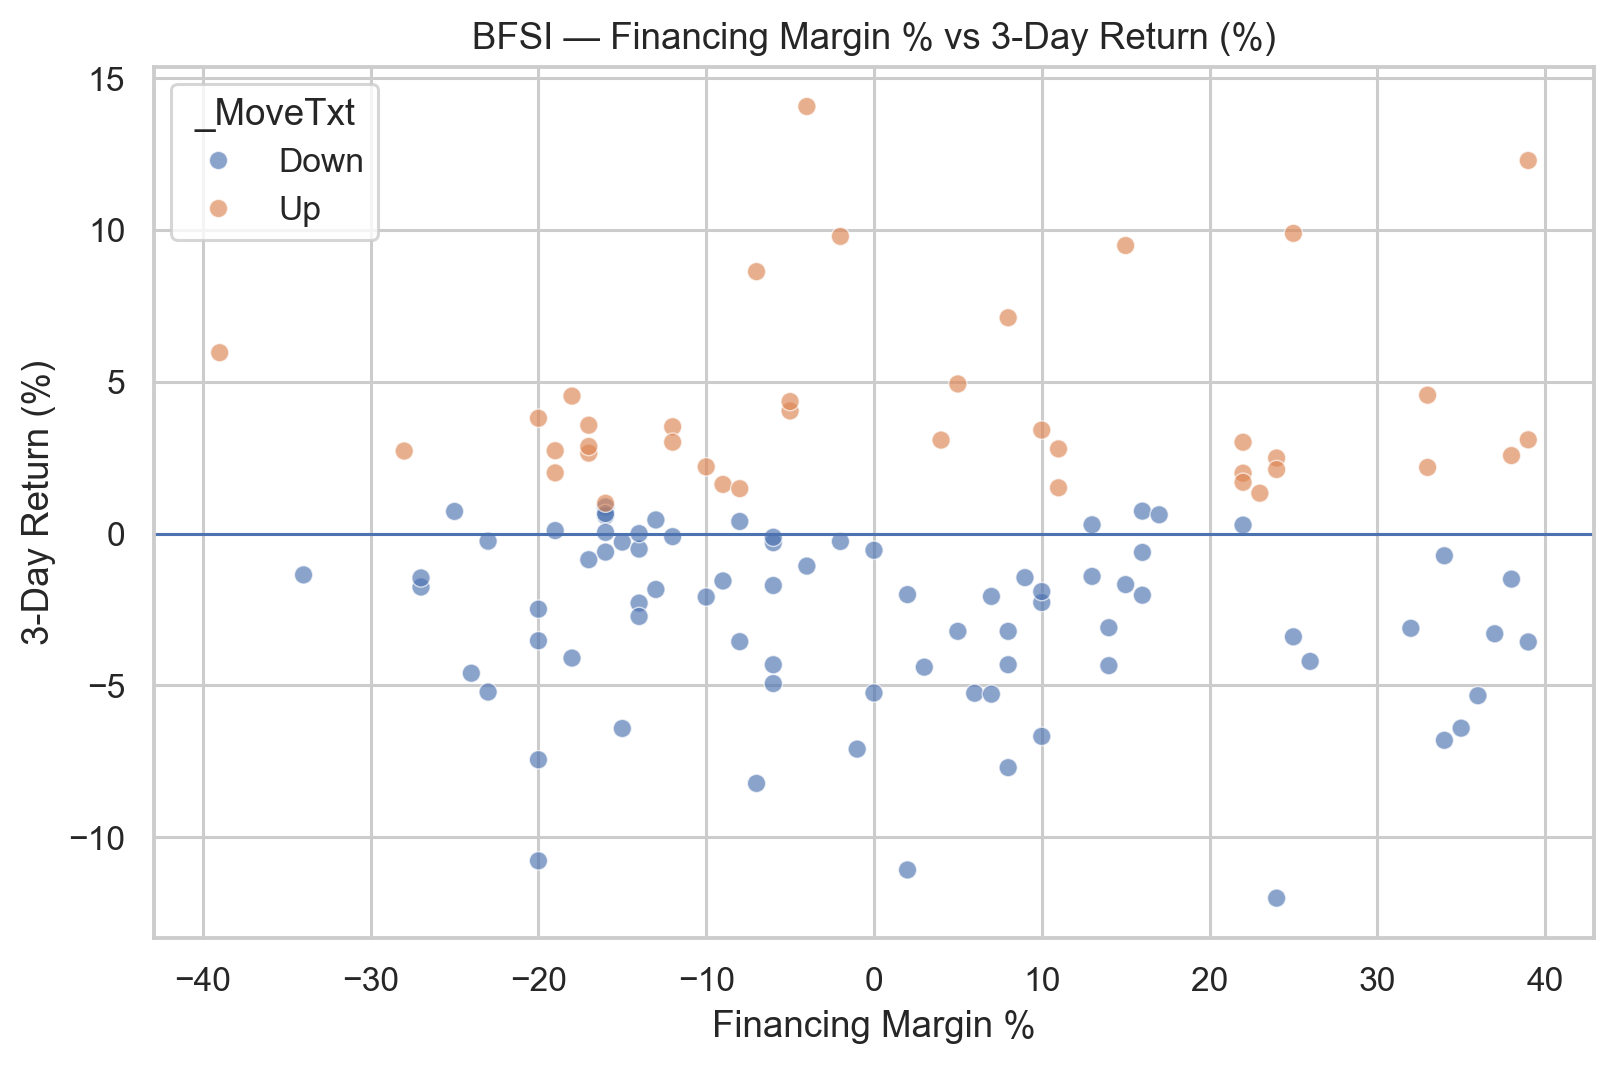 BFSI — Financing Margin % vs 3-Day Return (%)
_MoveTxt
Down
Up
3-Day Return (%)
15
10
5
0
−5
−10
−40
−30
−20
−10
0
10
20
30
40
Financing Margin %